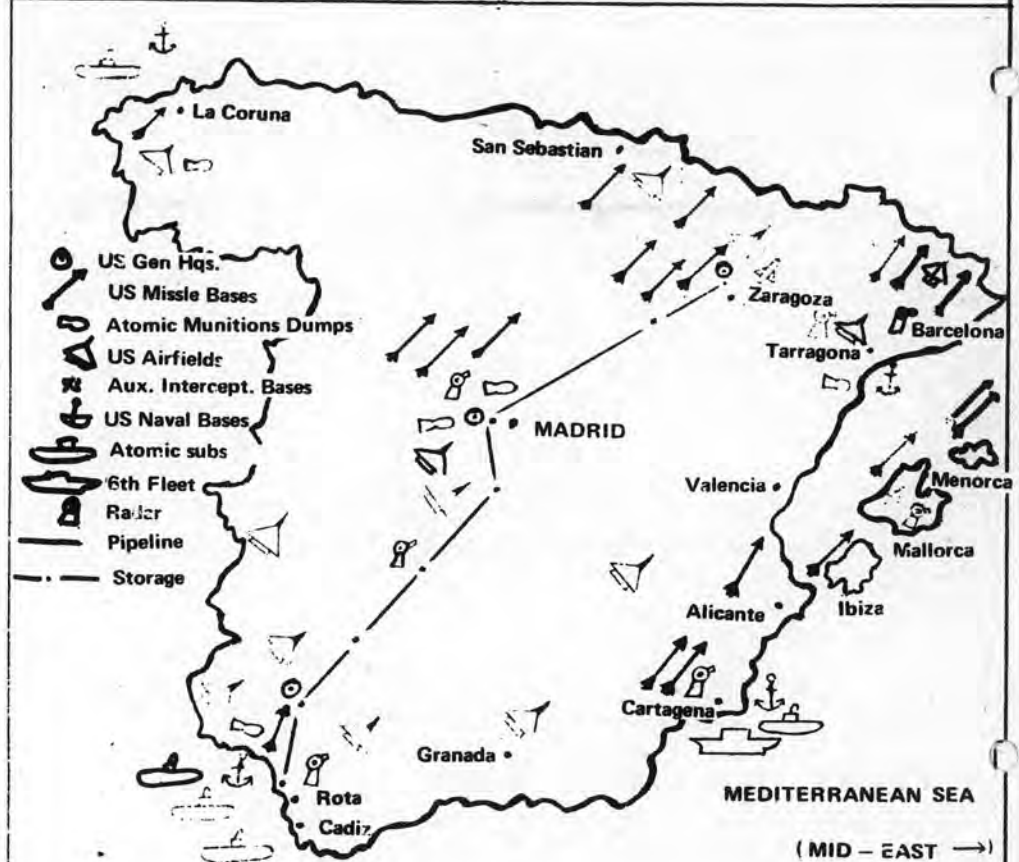 La Coruna
San Sebastian
US Gen Hqs.
US Missle Bases
Atomic Munitions Dumps
US Airfields
Aux. Intercept. Bases
US Naval Bases
Atomic subs
6th Fleet
Radar
Pipeline
Storage
Zaragoza
Barcelona
Tarragona
MADRID
Valencia
Menorca
Mallorca
Ibiza
Alicante
Cartagena
Granada
Rota
Cadiz
MEDITERRANEAN SEA
(MID – EAST →)